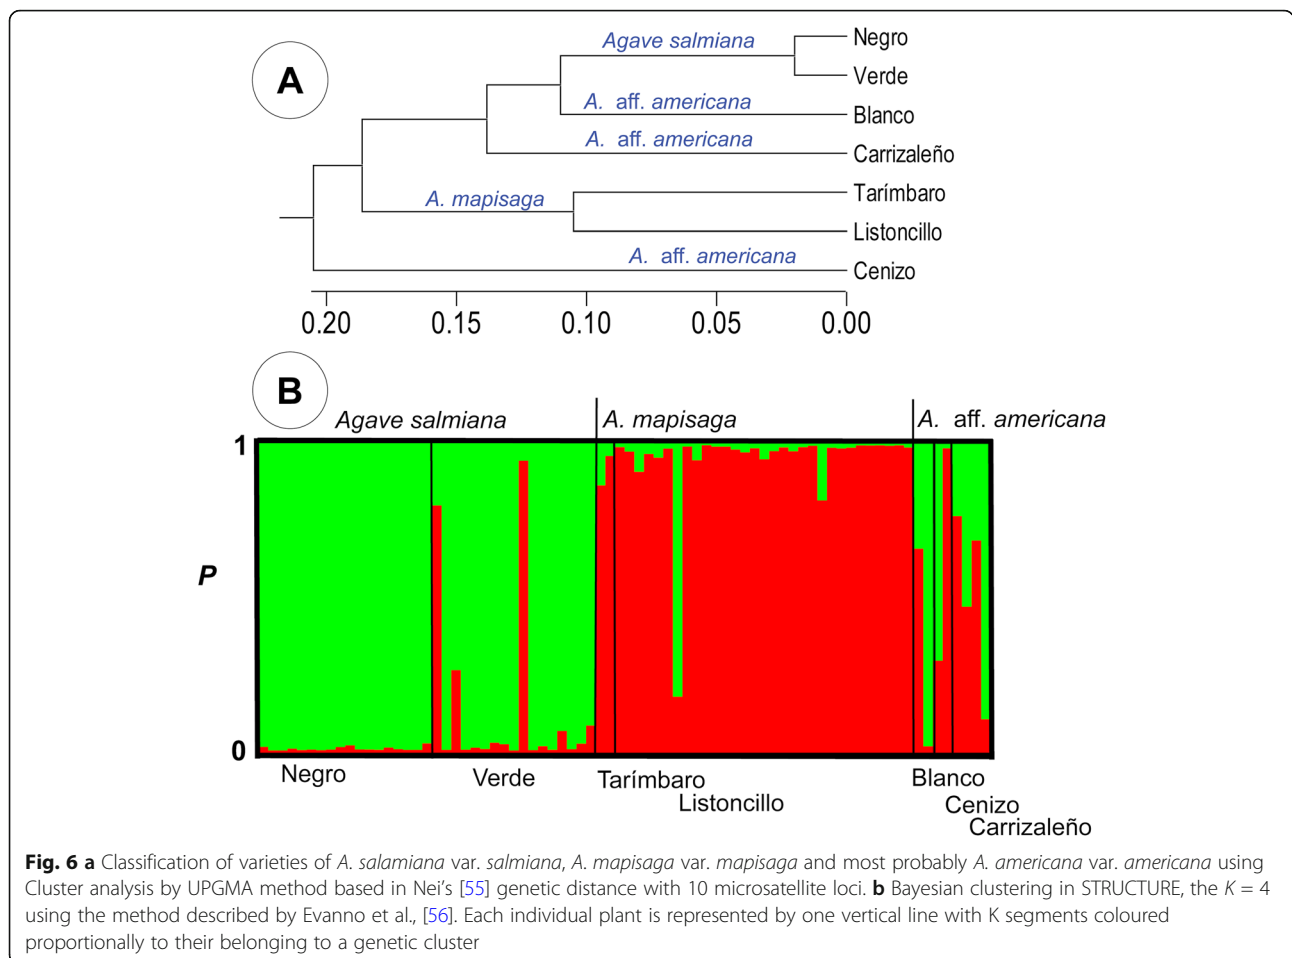 A
Agave salmiana
Negro
Verde
A. aff. americana
Blanco
A. aff. americana
Carrizaleño
A. mapisaga
Tarímbaro
Listoncillo
A. aff. americana
Cenizo
0.20 0.15 0.10 0.05 0.00
B
Agave salmiana A. mapisaga A. aff. americana
1
P
0
Negro Verde Tarímbaro Blanco
Listoncillo Cenizo
Carrizaleño
Fig. 6 a Classification of varieties of A. salamiana var. salmiana, A. mapisaga var. mapisaga and most probably A. americana var. americana using
Cluster analysis by UPGMA method based in Nei's [55] genetic distance with 10 microsatellite loci. b Bayesian clustering in STRUCTURE, the K = 4
using the method described by Evanno et al., [56]. Each individual plant is represented by one vertical line with K segments coloured
proportionally to their belonging to a genetic cluster